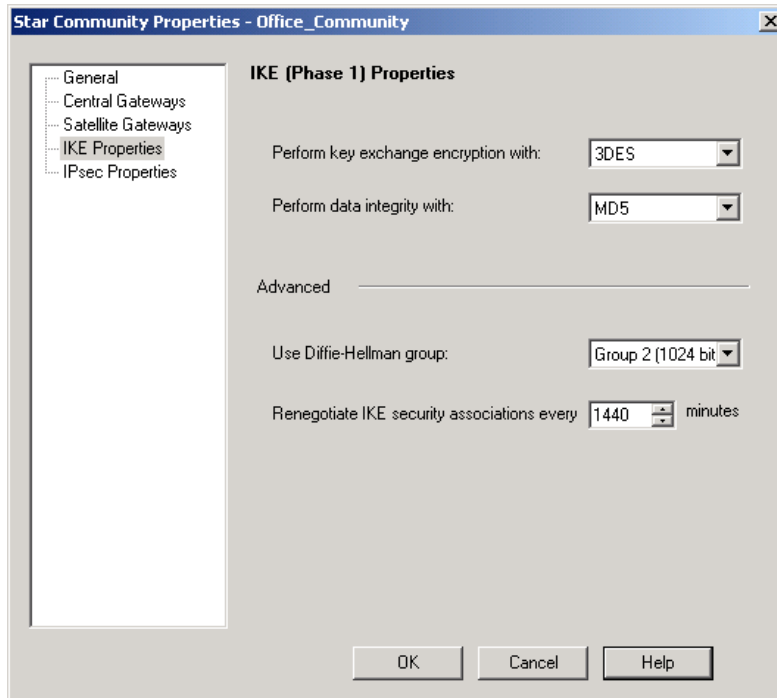 Star Community Properties - Office_Community
General
Central Gateways
Satellite Gateways
IKE Properties
IPsec Properties
IKE (Phase 1) Properties
Perform key exchange encryption with: 3DES
Perform data integrity with: MD5
Advanced
Use Diffie-Hellman group: Group 2 (1024 bit
Renegotiate IKE security associations every 1440 minutes
OK Cancel Help